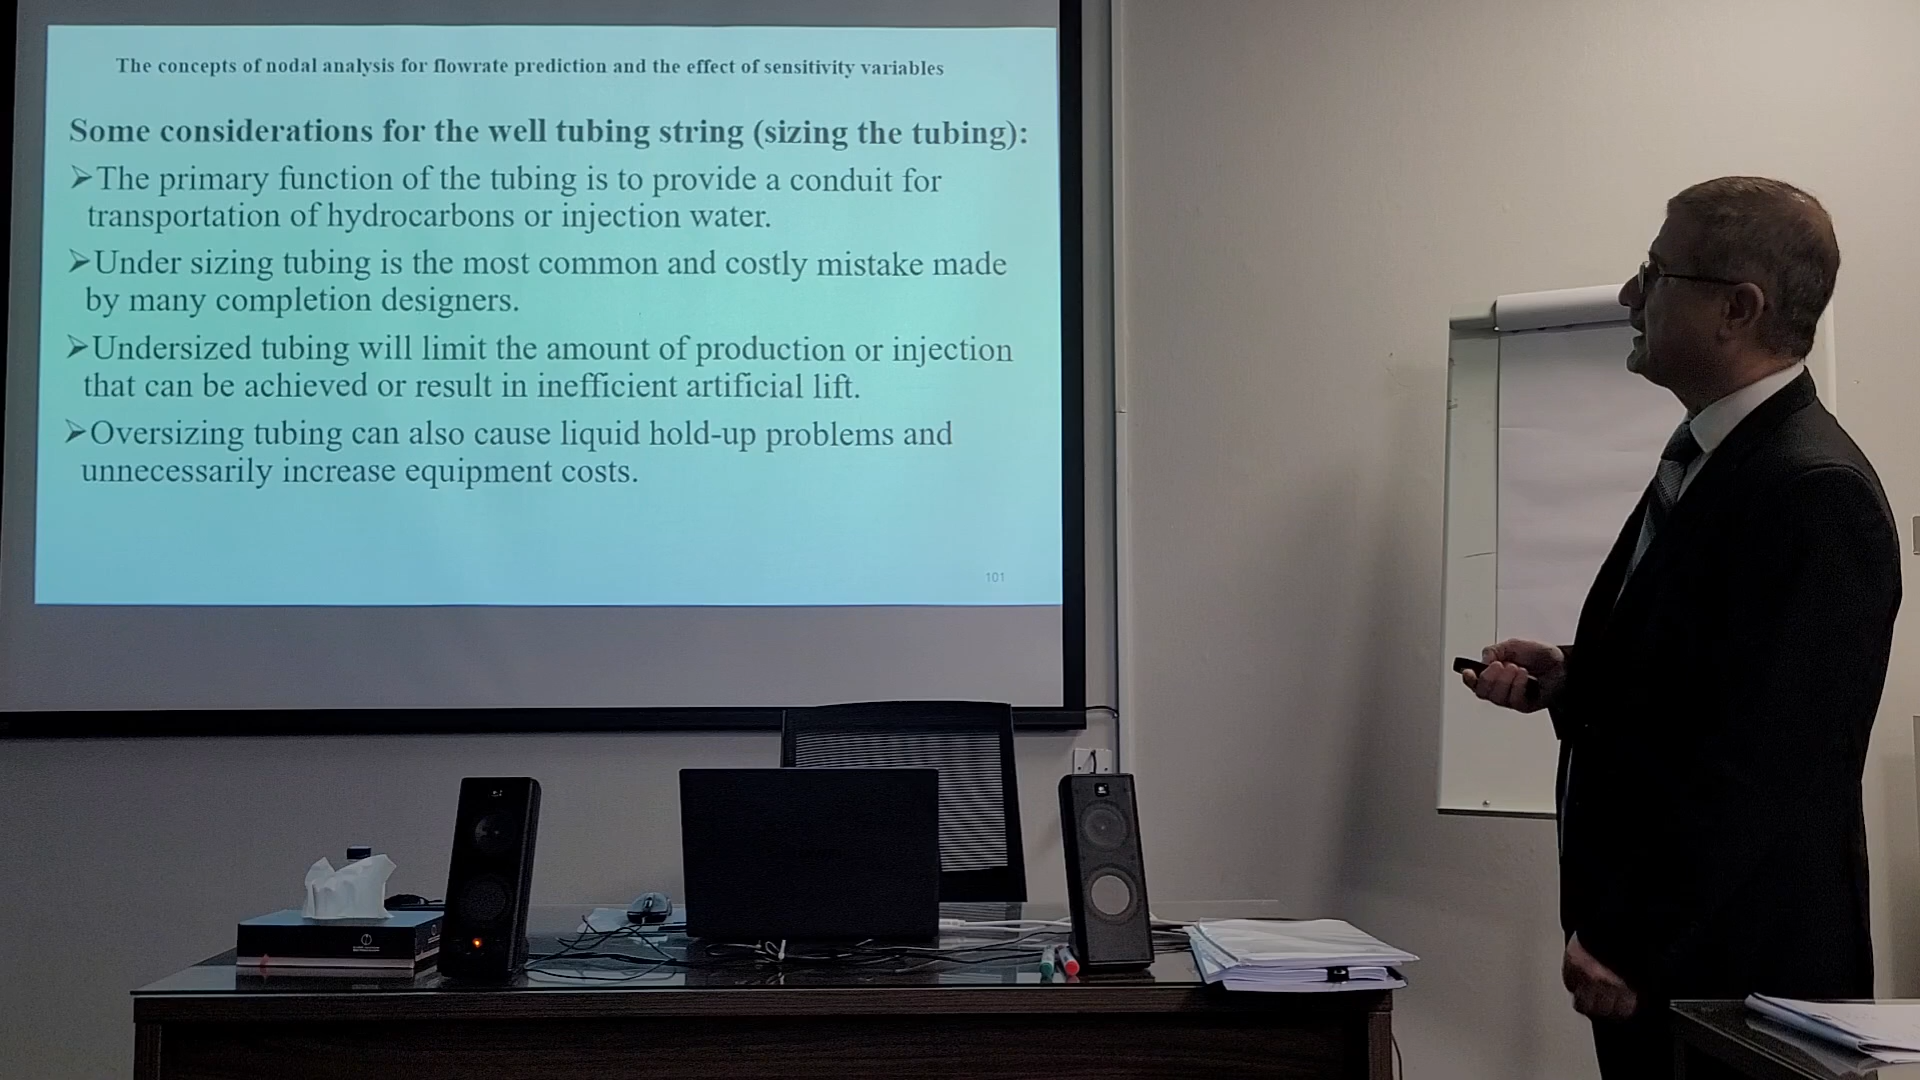 The concepts of nodal analysis for flowrate prediction and the effect of sensitivity variables
Some considerations for the well tubing string (sizing the tubing):
➢The primary function of the tubing is to provide a conduit for
transportation of hydrocarbons or injection water.
➢Under sizing tubing is the most common and costly mistake made
by many completion designers.
➢Undersized tubing will limit the amount of production or injection
that can be achieved or result in inefficient artificial lift.
➢Oversizing tubing can also cause liquid hold-up problems and
unnecessarily increase equipment costs.
101